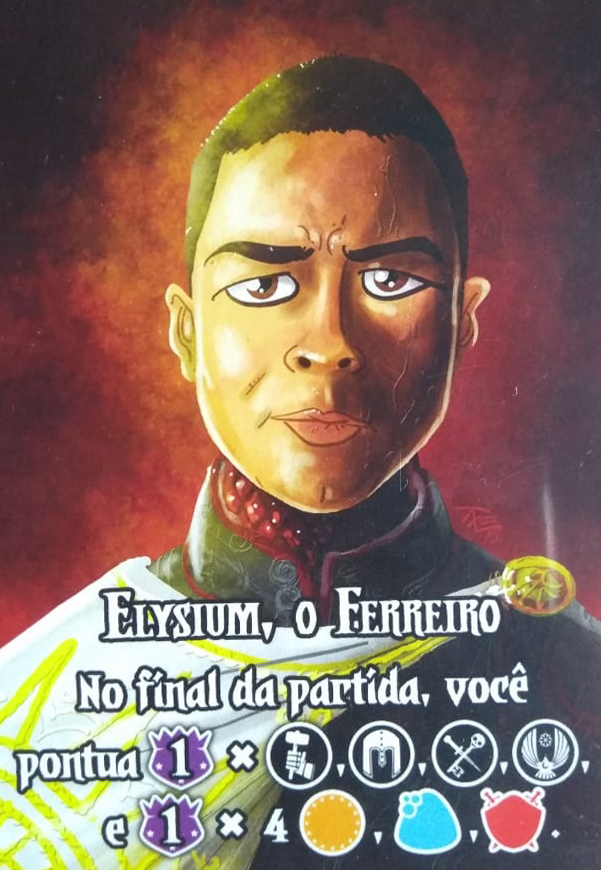 Elysium, o Ferreiro
No final da partida, você
pontua 1 × , , , ,
e 1 × 4 , , .